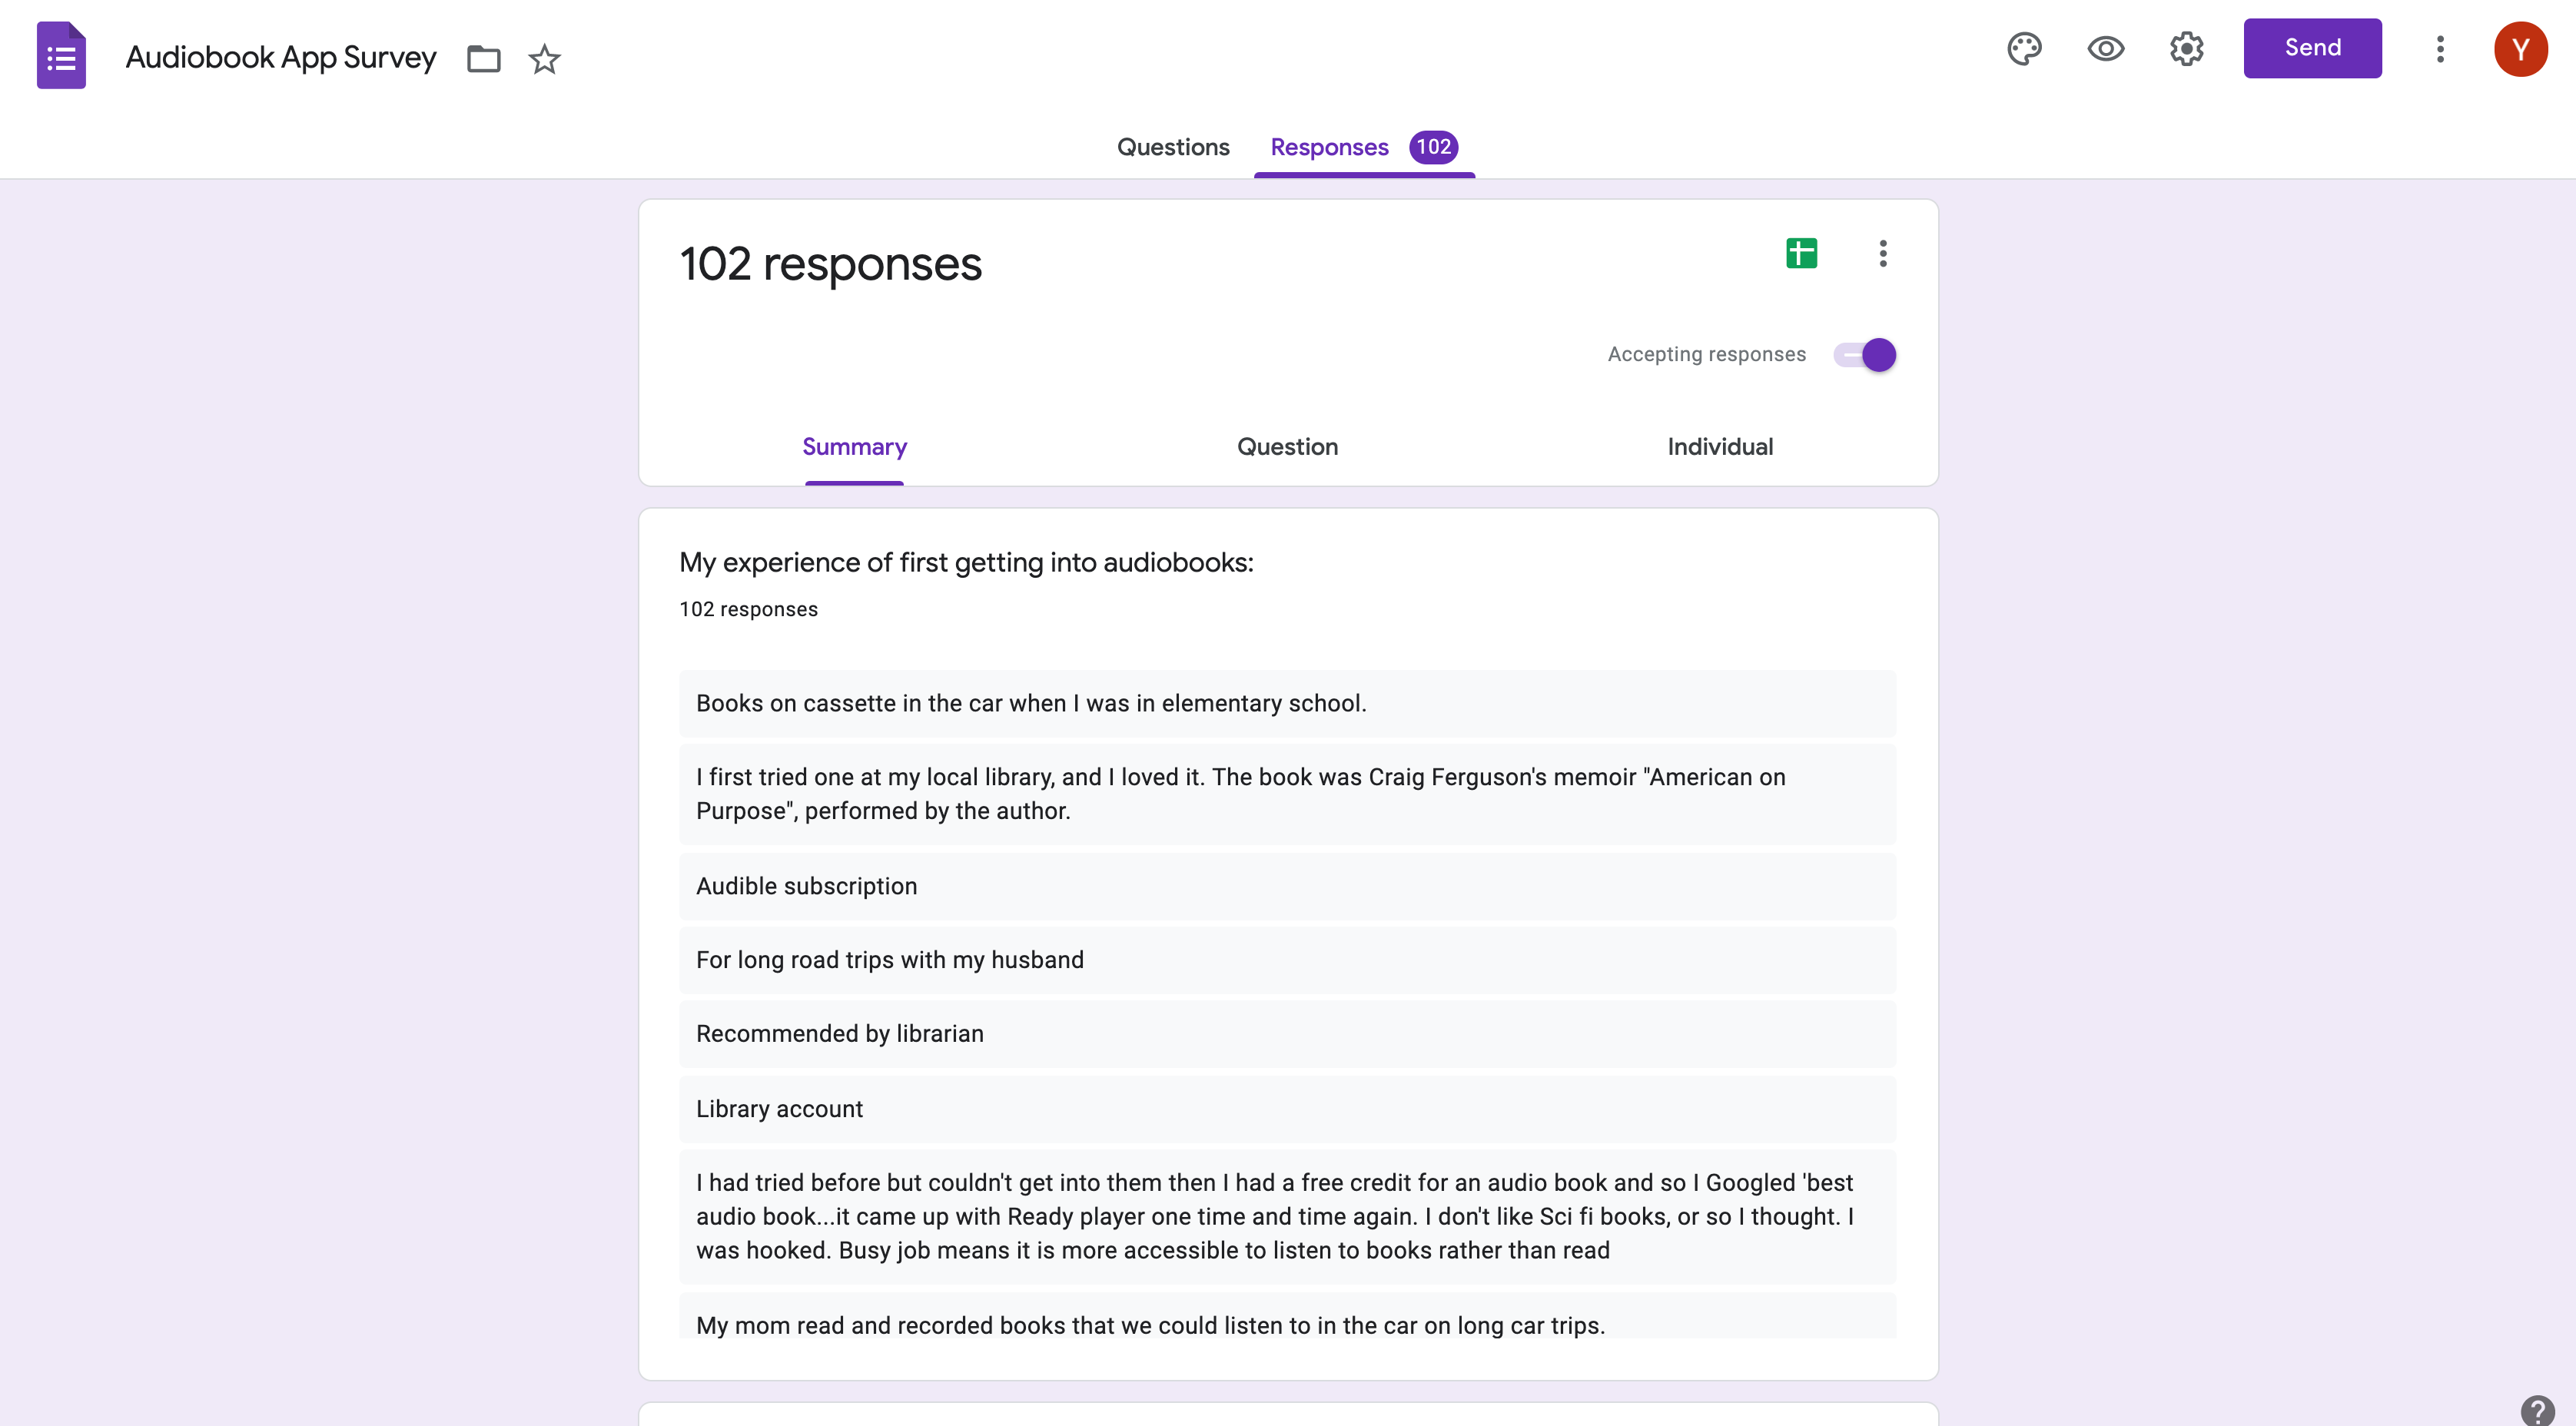 Audiobook App Survey
Send
Y
Questions
Responses 102
102 responses
Accepting responses
Summary
Question
Individual
My experience of first getting into audiobooks:
102 responses
Books on cassette in the car when I was in elementary school.
I first tried one at my local library, and I loved it. The book was Craig Ferguson's memoir "American on
Purpose", performed by the author.
Audible subscription
For long road trips with my husband
Recommended by librarian
Library account
I had tried before but couldn't get into them then I had a free credit for an audio book and so I Googled 'best
audio book...it came up with Ready player one time and time again. I don't like Sci fi books, or so I thought. I
was hooked. Busy job means it is more accessible to listen to books rather than read
My mom read and recorded books that we could listen to in the car on long car trips.
?